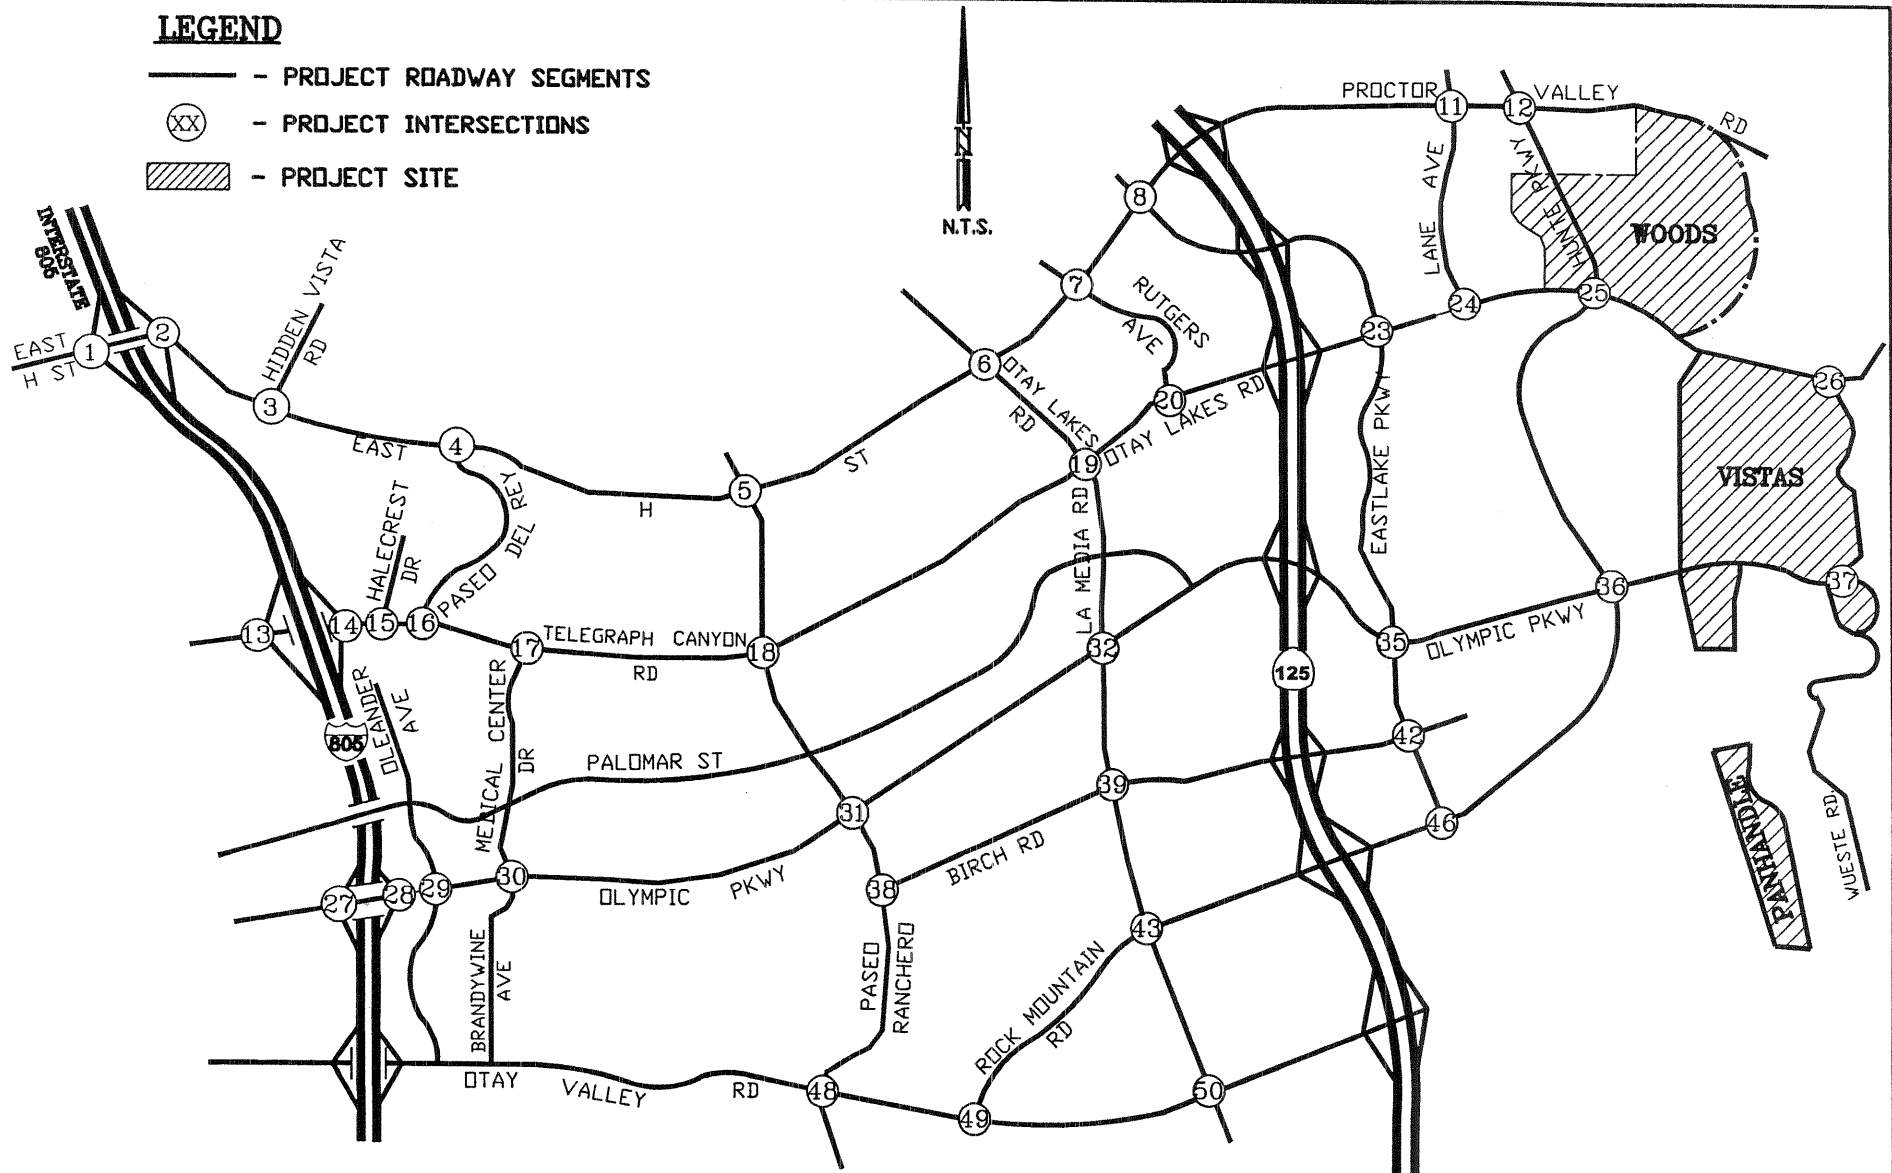 LEGEND
- PROJECT ROADWAY SEGMENTS
XX - PROJECT INTERSECTIONS
- PROJECT SITE
N
N.T.S.
INTERSTATE
805
EAST
H ST
1
2
HIDDEN VISTA
RD
3
EAST
4
H
5
ST
6
7
8
PROCTOR
11
12
VALLEY
RD
LANE AVE
HUNTE PKWY
WOODS
RUTGERS
AVE
OTAY LAKES
RD
19
OTAY LAKES RD
20
23
24
25
26
EASTLAKE PKWY
VISTAS
HALECREST
DR
PASEO DEL REY
13
14
15
16
17
TELEGRAPH CANYON
RD
18
LA MEDIA RD
32
125
35
OLYMPIC PKWY
36
37
805
OLEANDER
AVE
MEDICAL CENTER
DR
PALOMAR ST
31
39
42
46
27
28
29
30
OLYMPIC PKWY
38
BIRCH RD
43
PANHANDLE
WUESTE RD.
BRANDYWINE
AVE
PASEO
RANCHERO
ROCK MOUNTAIN
RD
OTAY VALLEY RD
48
49
50